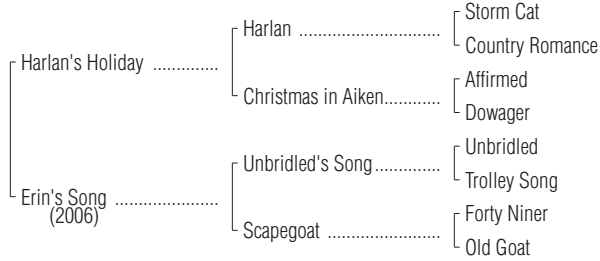 Storm Cat
Harlan ..............................
Country Romance
Harlan's Holiday ..............
Affirmed
Christmas in Aiken............
Dowager
Unbridled
Unbridled's Song..............
Trolley Song
Erin's Song ......................
(2006)
Forty Niner
Scapegoat ........................
Old Goat